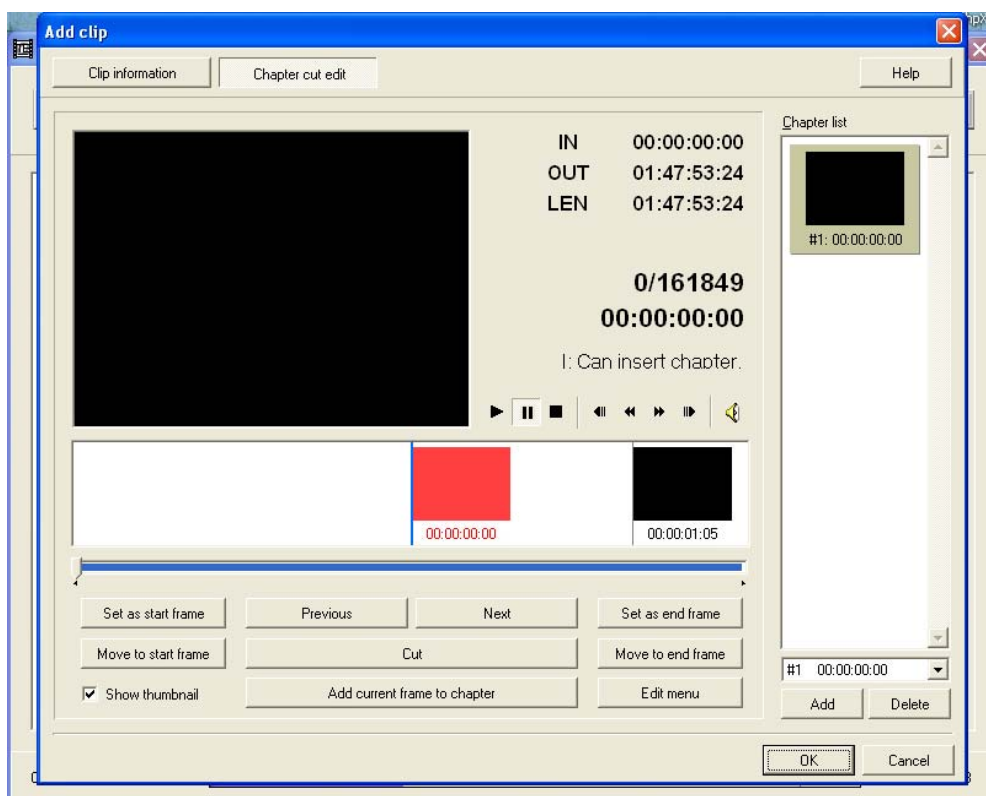 Add clip
Clip information
Chapter cut edit
Help
IN 00:00:00:00
OUT 01:47:53:24
LEN 01:47:53:24
0/161849
00:00:00:00
I: Can insert chapter.
00:00:00:00
00:00:01:05
Set as start frame
Previous
Next
Set as end frame
Move to start frame
Cut
Move to end frame
Show thumbnail
Add current frame to chapter
Edit menu
Chapter list
#1: 00:00:00:00
#1 00:00:00:00
Add
Delete
OK
Cancel